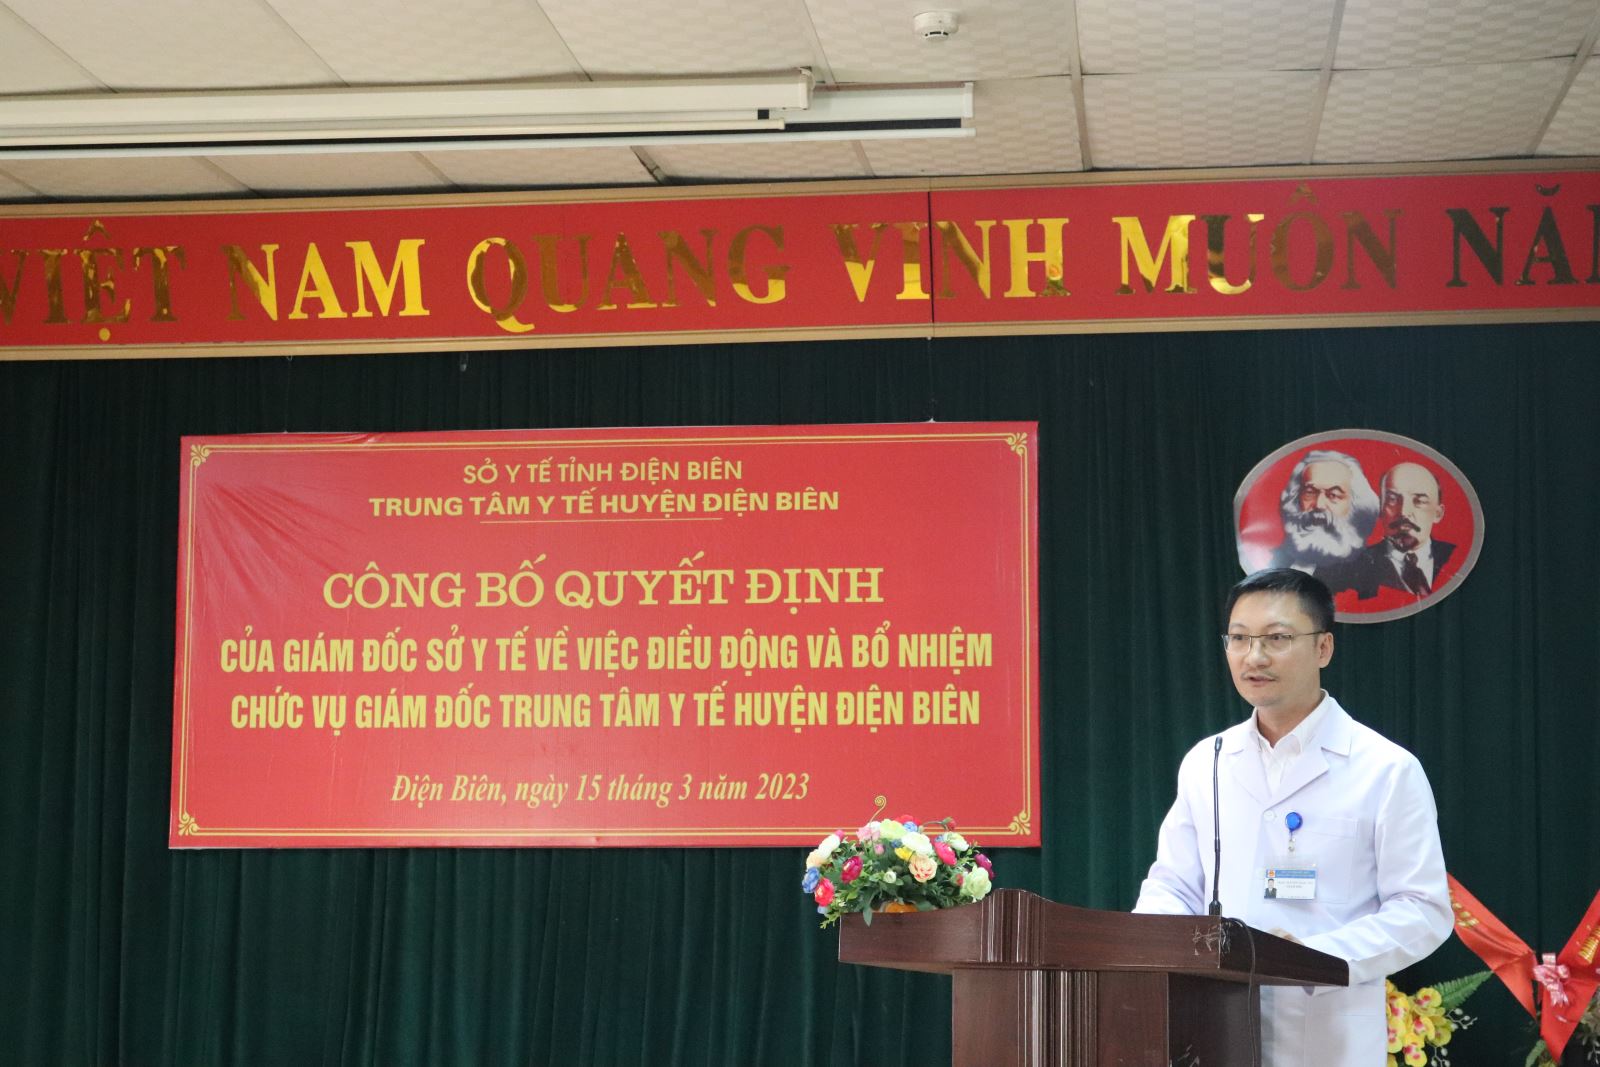 VIỆT NAM QUANG VINH MUÔN NĂM
SỞ Y TẾ TỈNH ĐIỆN BIÊN
TRUNG TÂM Y TẾ HUYỆN ĐIỆN BIÊN
CÔNG BỐ QUYẾT ĐỊNH
CỦA GIÁM ĐỐC SỞ Y TẾ VỀ VIỆC ĐIỀU ĐỘNG VÀ BỔ NHIỆM
CHỨC VỤ GIÁM ĐỐC TRUNG TÂM Y TẾ HUYỆN ĐIỆN BIÊN
Điện Biên, ngày 15 tháng 3 năm 2023